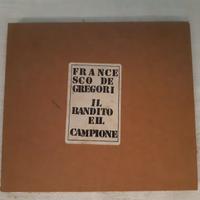 FRANCE
SCO DE
GREGORI
IL
BANDITO
E IL
CAMPIONE